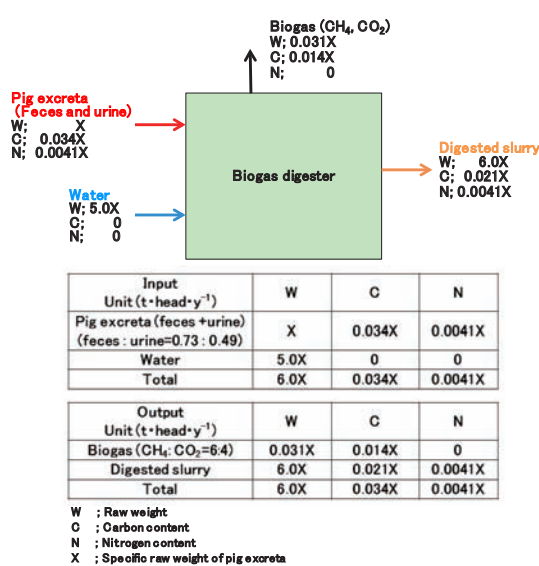 Biogas (CH₄, CO₂)
W; 0.031X
C; 0.014X
N; 0
Pig excreta
(Feces and urine)
W; X
C; 0.034X
N; 0.0041X
Water
W; 5.0X
C; 0
N; 0
Biogas digester
Digested slurry
W; 6.0X
C; 0.021X
N; 0.0041X
Input
Unit (t・head・y⁻¹) W C N
Pig excreta (feces +urine)
(feces : urine=0.73 : 0.49) X 0.034X 0.0041X
Water 5.0X 0 0
Total 6.0X 0.034X 0.0041X
Output
Unit (t・head・y⁻¹) W C N
Biogas (CH₄: CO₂=6:4) 0.031X 0.014X 0
Digested slurry 6.0X 0.021X 0.0041X
Total 6.0X 0.034X 0.0041X
W ; Raw weight
C ; Carbon content
N ; Nitrogen content
X ; Specific raw weight of pig excreta